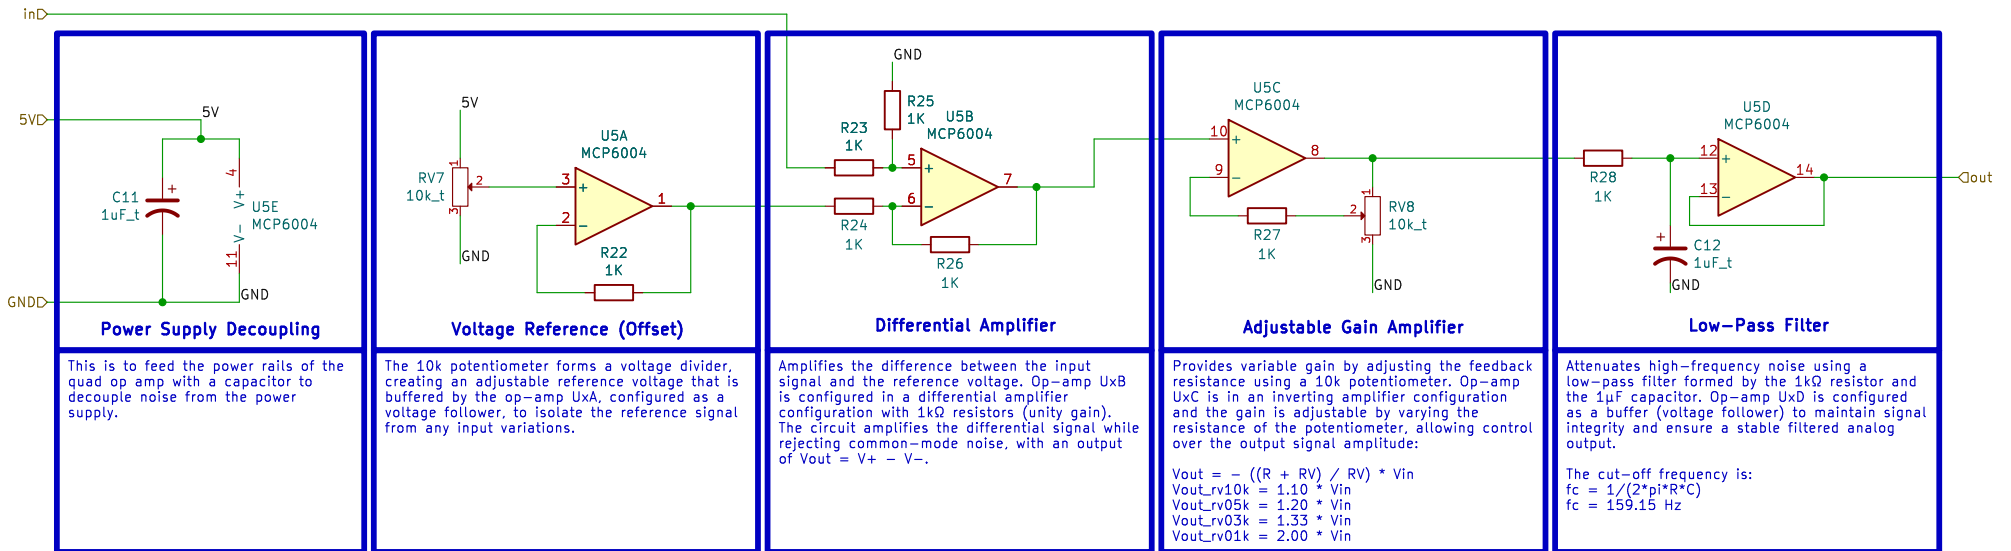 in
5V
GND
5V
C11
1uF_t
4
V+
U5E
MCP6004
V-
11
GND
Power Supply Decoupling
This is to feed the power rails of the
quad op amp with a capacitor to
decouple noise from the power
supply.
5V
RV7
10k_t
1
2
3
GND
U5A
MCP6004
3
2
1
R22
1K
Voltage Reference (Offset)
The 10k potentiometer forms a voltage divider,
creating an adjustable reference voltage that is
buffered by the op-amp UxA, configured as a
voltage follower, to isolate the reference signal
from any input variations.
GND
R25
1K
R23
1K
R24
1K
U5B
MCP6004
5
6
7
R26
1K
Differential Amplifier
Amplifies the difference between the input
signal and the reference voltage. Op-amp UxB
is configured in a differential amplifier
configuration with 1kΩ resistors (unity gain).
The circuit amplifies the differential signal while
rejecting common-mode noise, with an output
of Vout = V+ - V-.
U5C
MCP6004
10
9
8
R27
1K
1
2
3
RV8
10k_t
GND
Adjustable Gain Amplifier
Provides variable gain by adjusting the feedback
resistance using a 10k potentiometer. Op-amp
UxC is in an inverting amplifier configuration
and the gain is adjustable by varying the
resistance of the potentiometer, allowing control
over the output signal amplitude:
Vout = - ((R + RV) / RV) * Vin
Vout_rv10k = 1.10 * Vin
Vout_rv05k = 1.20 * Vin
Vout_rv03k = 1.33 * Vin
Vout_rv01k = 2.00 * Vin
R28
1K
U5D
MCP6004
12
13
14
C12
1uF_t
GND
out
Low-Pass Filter
Attenuates high-frequency noise using a
low-pass filter formed by the 1kΩ resistor and
the 1μF capacitor. Op-amp UxD is configured
as a buffer (voltage follower) to maintain signal
integrity and ensure a stable filtered analog
output.
The cut-off frequency is:
fc = 1/(2*pi*R*C)
fc = 159.15 Hz